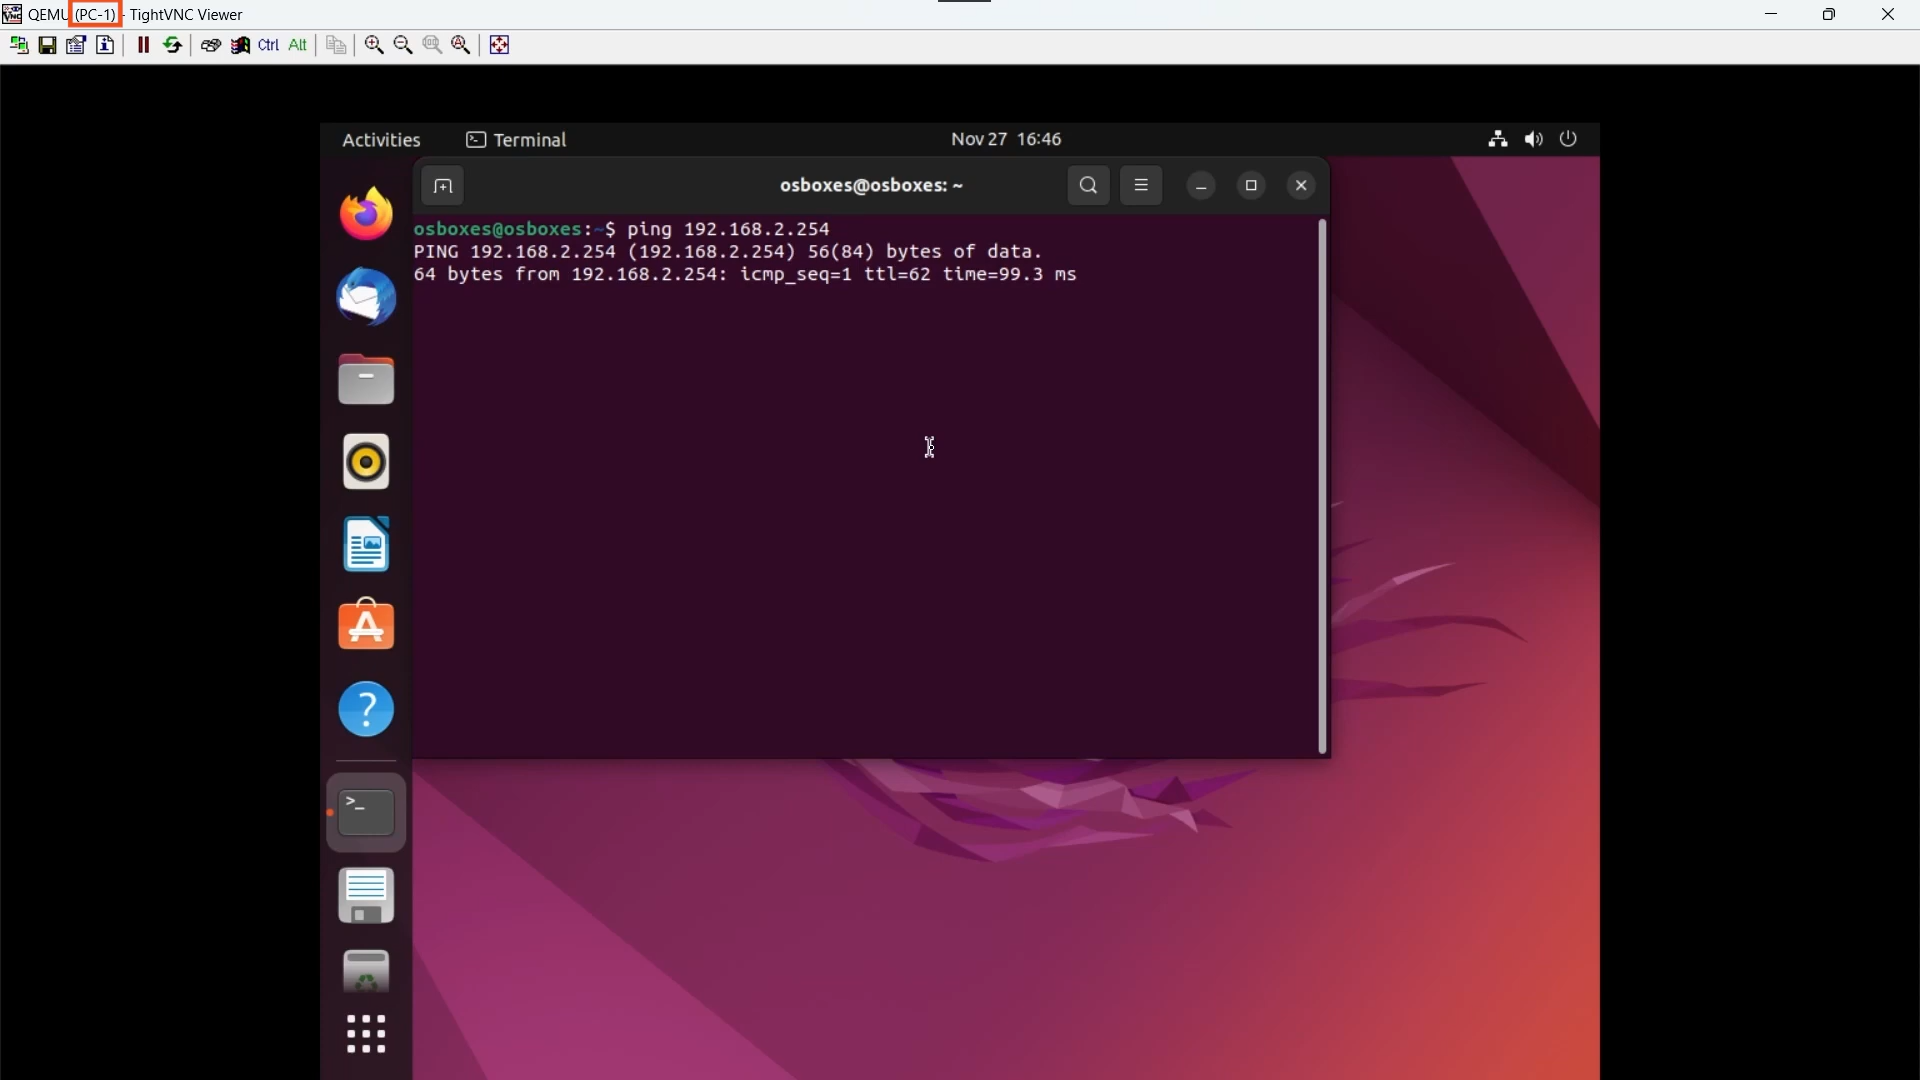 QEMU (PC-1) - TightVNC Viewer
Ctrl Alt
Activities Terminal Nov 27 16:46
osboxes@osboxes: ~
osboxes@osboxes:~$ ping 192.168.2.254
PING 192.168.2.254 (192.168.2.254) 56(84) bytes of data.
64 bytes from 192.168.2.254: icmp_seq=1 ttl=62 time=99.3 ms